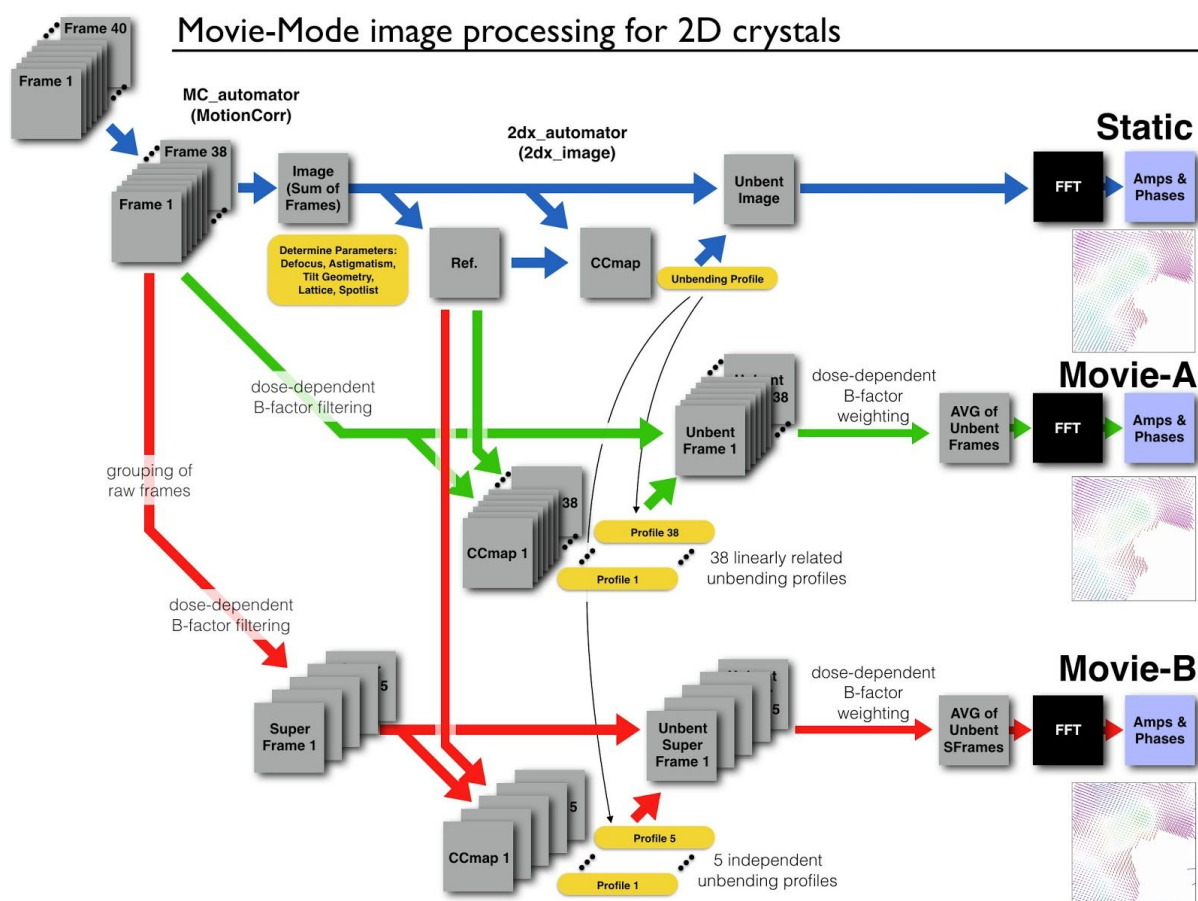 Movie-Mode image processing for 2D crystals
Frame 40
Frame 1
MC_automator
(MotionCorr)
Frame 38
Frame 1
Image
(Sum of
Frames)
2dx_automator
(2dx_image)
Unbent
Image
Static
FFT
Amps &
Phases
Determine Parameters:
Defocus, Astigmatism,
Tilt Geometry,
Lattice, Spotlist
Ref.
CCmap
Unbending Profile
dose-dependent
B-factor filtering
Unbent
38
Unbent
Frame 1
dose-dependent
B-factor
weighting
Movie-A
AVG of
Unbent
Frames
FFT
Amps &
Phases
grouping of
raw frames
38
CCmap 1
Profile 38
Profile 1
38 linearly related
unbending profiles
dose-dependent
B-factor filtering
5
Super
Frame 1
5
Unbent
Super
Frame 1
dose-dependent
B-factor
weighting
Movie-B
AVG of
Unbent
SFrames
FFT
Amps &
Phases
5
CCmap 1
Profile 5
Profile 1
5 independent
unbending profiles